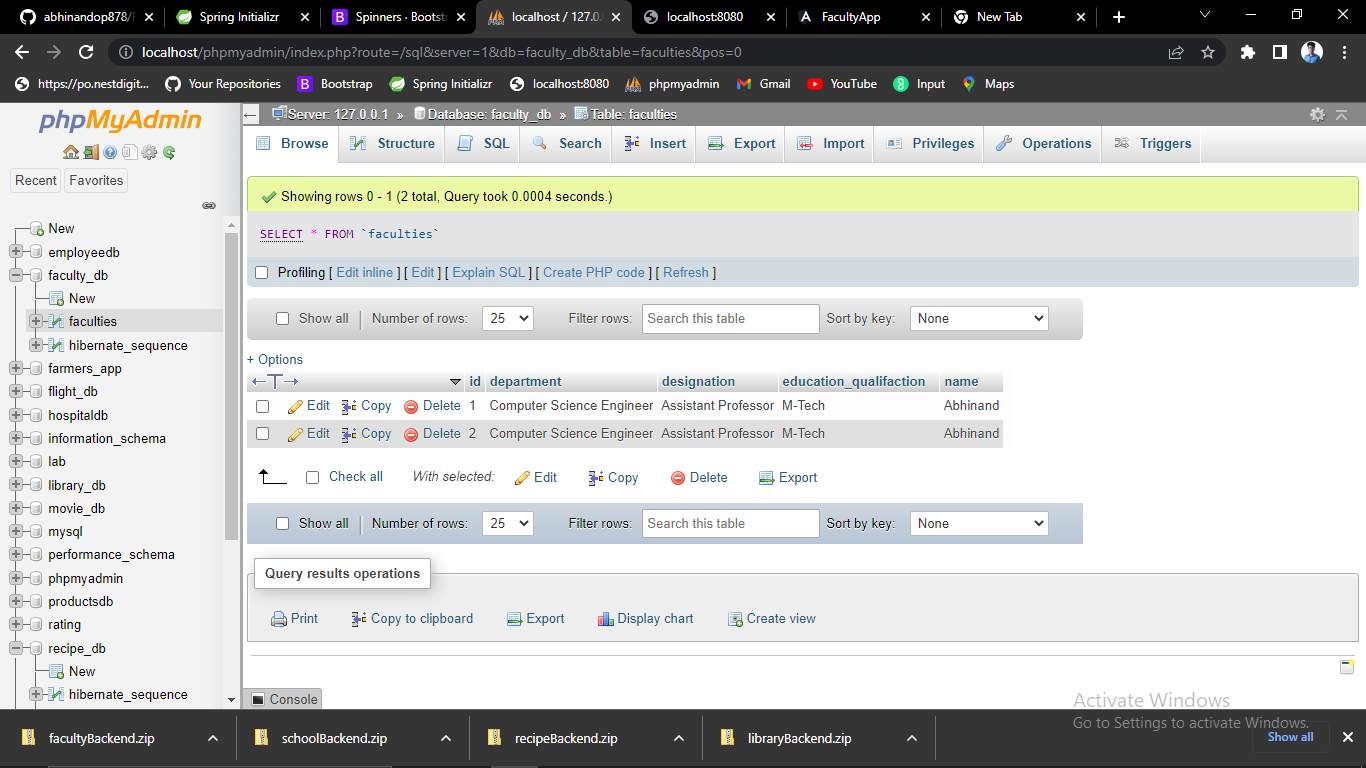 abhinandop878/
Spring Initializr
Spinners · Bootst
localhost / 127.0.
localhost:8080
FacultyApp
New Tab
localhost/phpmyadmin/index.php?route=/sql&server=1&db=faculty_db&table=faculties&pos=0
https://po.nestdigit...
Your Repositories
Bootstrap
Spring Initializr
localhost:8080
phpmyadmin
Gmail
YouTube
Input
Maps
phpMyAdmin
Recent
Favorites
New
employeedb
faculty_db
New
faculties
hibernate_sequence
farmers_app
flight_db
hospitaldb
information_schema
lab
library_db
movie_db
mysql
performance_schema
phpmyadmin
productsdb
rating
recipe_db
New
hibernate_sequence
Server: 127.0.0.1 » Database: faculty_db » Table: faculties
Browse Structure SQL Search Insert Export Import Privileges Operations Triggers
Showing rows 0 - 1 (2 total, Query took 0.0004 seconds.)
SELECT * FROM `faculties`
Profiling [ Edit inline ] [ Edit ] [ Explain SQL ] [ Create PHP code ] [ Refresh ]
Show all Number of rows: 25 Filter rows: Search this table Sort by key: None
+ Options
←T→ id department designation education_qualifaction name
Edit Copy Delete 1 Computer Science Engineer Assistant Professor M-Tech Abhinand
Edit Copy Delete 2 Computer Science Engineer Assistant Professor M-Tech Abhinand
Check all With selected: Edit Copy Delete Export
Show all Number of rows: 25 Filter rows: Search this table Sort by key: None
Query results operations
Print Copy to clipboard Export Display chart Create view
Console
Activate Windows
Go to Settings to activate Windows.
facultyBackend.zip
schoolBackend.zip
recipeBackend.zip
libraryBackend.zip
Show all